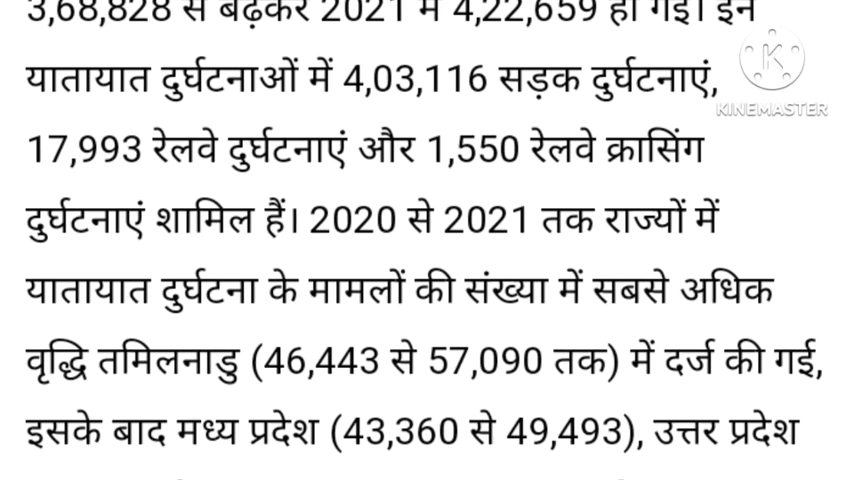 3,68,828 से बढ़कर 2021 में 4,22,659 हो गई। इन
यातायात दुर्घटनाओं में 4,03,116 सड़क दुर्घटनाएं,
17,993 रेलवे दुर्घटनाएं और 1,550 रेलवे क्रासिंग
दुर्घटनाएं शामिल हैं। 2020 से 2021 तक राज्यों में
यातायात दुर्घटना के मामलों की संख्या में सबसे अधिक
वृद्धि तमिलनाडु (46,443 से 57,090 तक) में दर्ज की गई,
इसके बाद मध्य प्रदेश (43,360 से 49,493), उत्तर प्रदेश
K
KINEMASTER